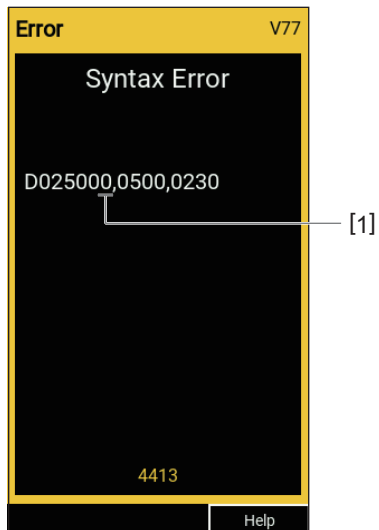 Error V77
Syntax Error
D025000,0500,0230
[1]
4413
Help